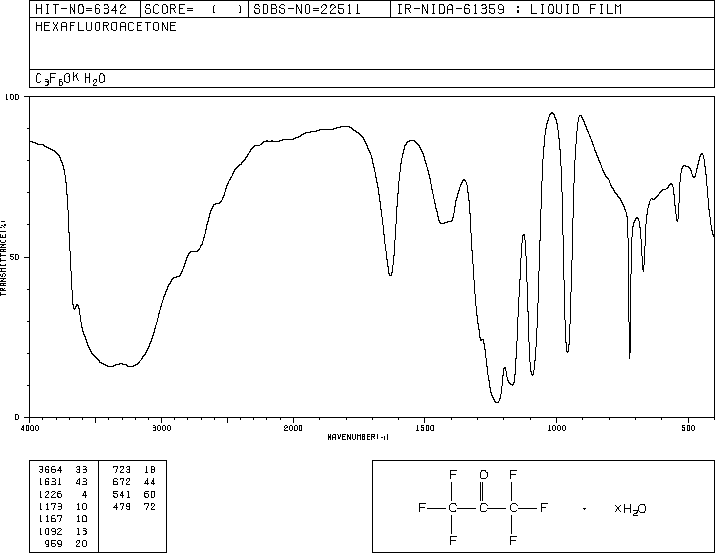 HIT-NO=6342 SCORE= ( ) SDBS-NO=22511 IR-NIDA-61359 : LIQUID FILM
HEXAFLUOROACETONE
C3F6OX H2O
100
50
0
TRANSMITTANCE(%)
4000 3000 2000 1500 1000 500
WAVENUMBER(-1)
3664 33 723 18
1631 43 672 44
1226 4 541 60
1173 10 479 72
1167 10
1092 13
959 20
F O F
F C C C F · xH2O
F F